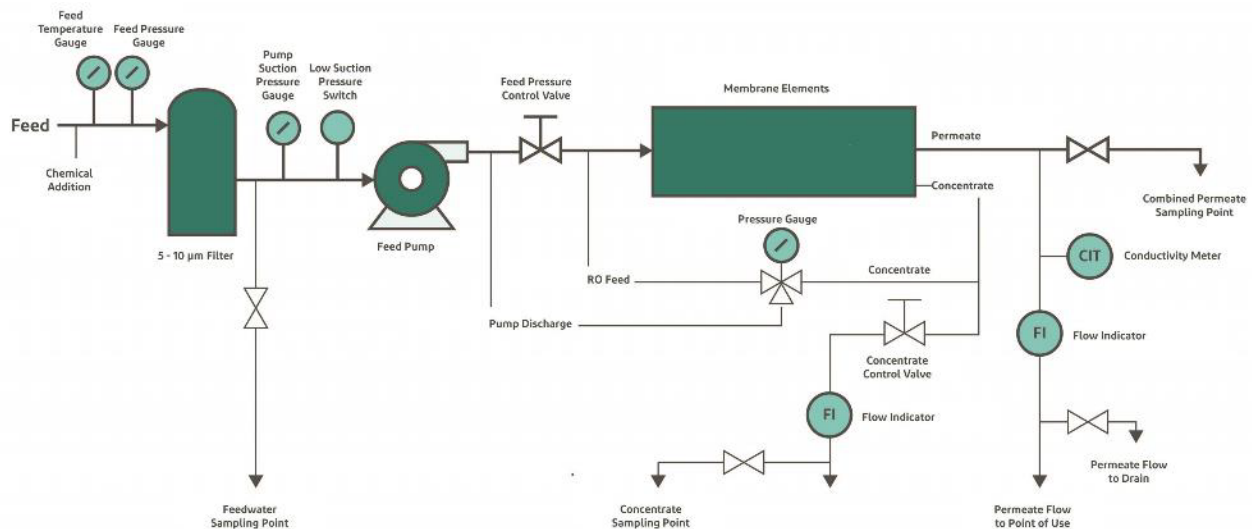 Feed
Temperature
Gauge
Feed Pressure
Gauge
Pump
Suction
Pressure
Gauge
Low Suction
Pressure
Switch
Feed Pressure
Control Valve
Membrane Elements
Feed
Permeate
Chemical
Addition
Concentrate
Combined Permeate
Sampling Point
Pressure Gauge
Feed Pump
5 - 10 µm Filter
CIT
Conductivity Meter
RO Feed
Concentrate
Pump Discharge
FI
Flow Indicator
Concentrate
Control Valve
FI
Flow Indicator
Permeate Flow
to Drain
Feedwater
Sampling Point
Concentrate
Sampling Point
Permeate Flow
to Point of Use